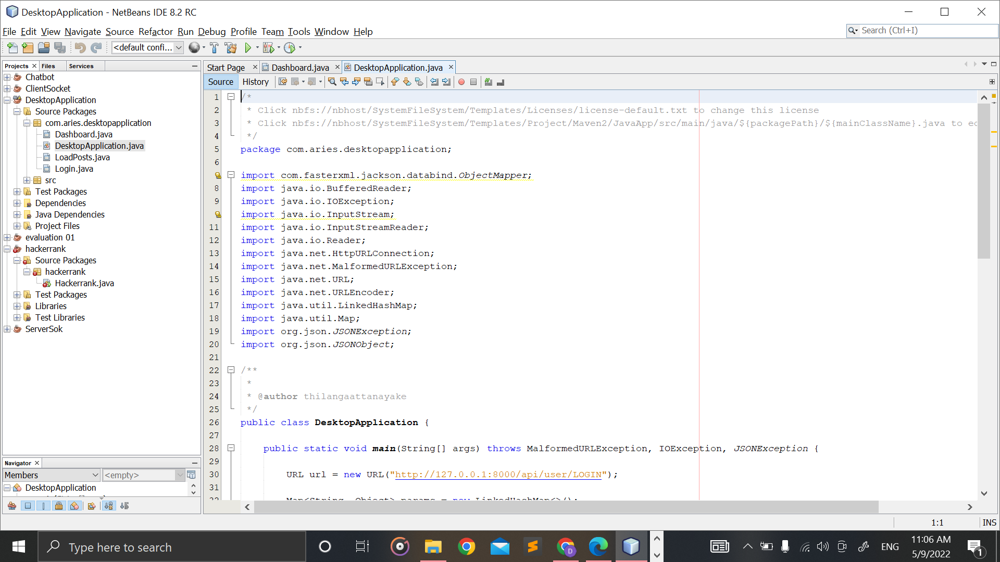 DesktopApplication - NetBeans IDE 8.2 RC
File Edit View Navigate Source Refactor Run Debug Profile Team Tools Window Help
Search (Ctrl+I)
<default confi...
Projects Files Services
Chatbot
ClientSocket
DesktopApplication
Source Packages
com.aries.desktopapplication
Dashboard.java
DesktopApplication.java
LoadPosts.java
Login.java
src
Test Packages
Dependencies
Java Dependencies
Project Files
evaluation 01
hackerrank
Source Packages
hackerrank
Hackerrank.java
Test Packages
Libraries
Test Libraries
ServerSok
Navigator
Members <empty>
DesktopApplication
Start Page Dashboard.java DesktopApplication.java
Source History
1 /*
2 * Click nbfs://nbhost/SystemFileSystem/Templates/Licenses/license-default.txt to change this license
3 * Click nbfs://nbhost/SystemFileSystem/Templates/Project/Maven2/JavaApp/src/main/java/${packagePath}/${mainClassName}.java to ec
4 */
5 package com.aries.desktopapplication;
6
import com.fasterxml.jackson.databind.ObjectMapper;
8 import java.io.BufferedReader;
9 import java.io.IOException;
import java.io.InputStream;
11 import java.io.InputStreamReader;
12 import java.io.Reader;
13 import java.net.HttpURLConnection;
14 import java.net.MalformedURLException;
15 import java.net.URL;
16 import java.net.URLEncoder;
17 import java.util.LinkedHashMap;
18 import java.util.Map;
19 import org.json.JSONException;
20 import org.json.JSONObject;
21
22 /**
23 *
24 * @author thilangaattanayake
25 */
26 public class DesktopApplication {
27
28 public static void main(String[] args) throws MalformedURLException, IOException, JSONException {
29
30 URL url = new URL("http://127.0.0.1:8000/api/user/LOGIN");
31
32 Map<String, Object> params = new LinkedHashMap<>();
1:1 INS
Type here to search
D
ENG
11:06 AM
5/9/2022
1